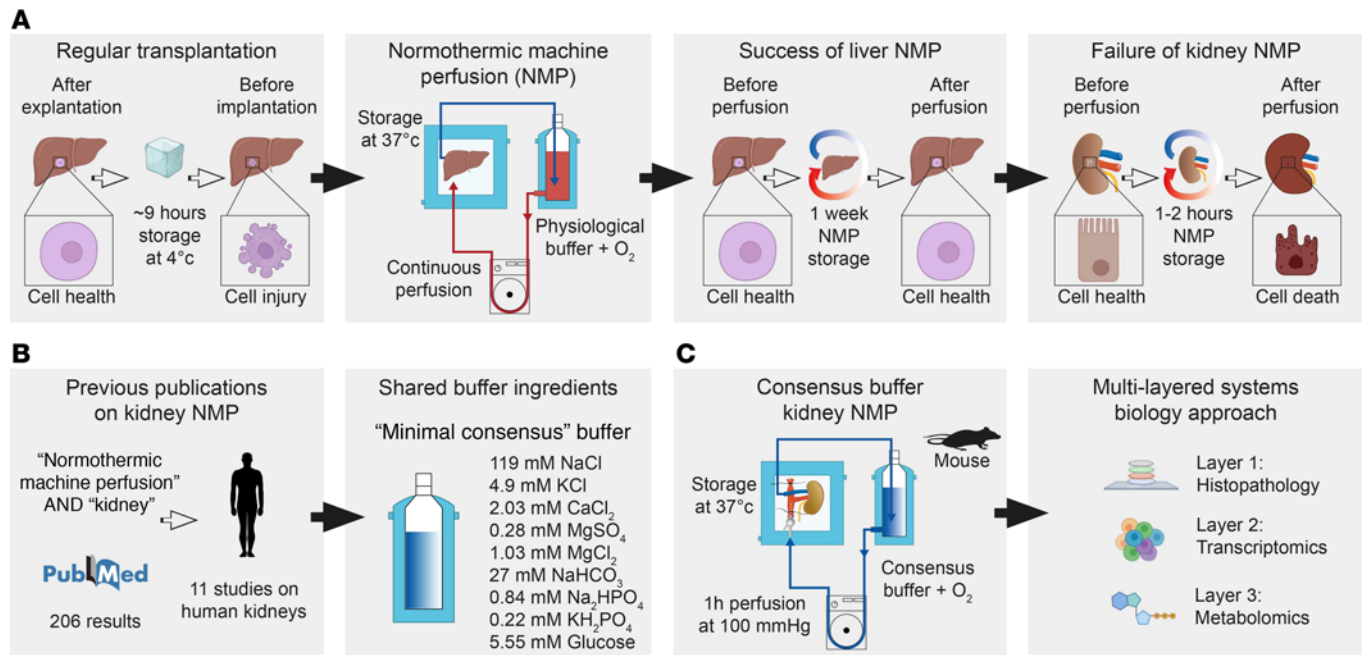 A
Regular transplantation
After
explantation
Before
implantation
~9 hours
storage
at 4°c
Cell health
Cell injury
Normothermic machine
perfusion (NMP)
Storage
at 37°c
Physiological
buffer + O₂
Continuous
perfusion
Success of liver NMP
Before
perfusion
After
perfusion
1 week
NMP
storage
Cell health
Cell health
Failure of kidney NMP
Before
perfusion
After
perfusion
1-2 hours
NMP
storage
Cell health
Cell death
B
Previous publications
on kidney NMP
“Normothermic
machine perfusion”
AND “kidney”
PubMed
206 results
11 studies on
human kidneys
Shared buffer ingredients
“Minimal consensus” buffer
119 mM NaCl
4.9 mM KCl
2.03 mM CaCl₂
0.28 mM MgSO₄
1.03 mM MgCl₂
27 mM NaHCO₃
0.84 mM Na₂HPO₄
0.22 mM KH₂PO₄
5.55 mM Glucose
C
Consensus buffer
kidney NMP
Mouse
Storage
at 37°c
Consensus
buffer + O₂
1h perfusion
at 100 mmHg
Multi-layered systems
biology approach
Layer 1:
Histopathology
Layer 2:
Transcriptomics
Layer 3:
Metabolomics